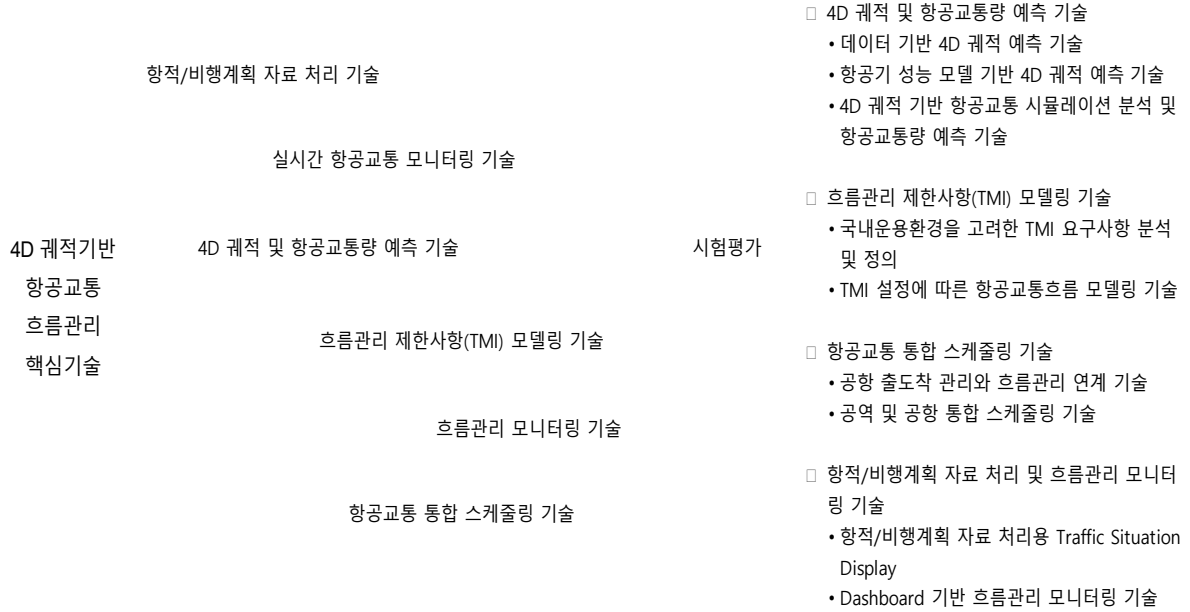 4D 궤적기반
항공교통
흐름관리
핵심기술
항적/비행계획 자료 처리 기술
실시간 항공교통 모니터링 기술
4D 궤적 및 항공교통량 예측 기술
흐름관리 제한사항(TMI) 모델링 기술
흐름관리 모니터링 기술
항공교통 통합 스케줄링 기술
시험평가
□ 4D 궤적 및 항공교통량 예측 기술
• 데이터 기반 4D 궤적 예측 기술
• 항공기 성능 모델 기반 4D 궤적 예측 기술
• 4D 궤적 기반 항공교통 시뮬레이션 분석 및
항공교통량 예측 기술
□ 흐름관리 제한사항(TMI) 모델링 기술
• 국내운용환경을 고려한 TMI 요구사항 분석
및 정의
• TMI 설정에 따른 항공교통흐름 모델링 기술
□ 항공교통 통합 스케줄링 기술
• 공항 출도착 관리와 흐름관리 연계 기술
• 공역 및 공항 통합 스케줄링 기술
□ 항적/비행계획 자료 처리 및 흐름관리 모니터
링 기술
• 항적/비행계획 자료 처리용 Traffic Situation
Display
• Dashboard 기반 흐름관리 모니터링 기술